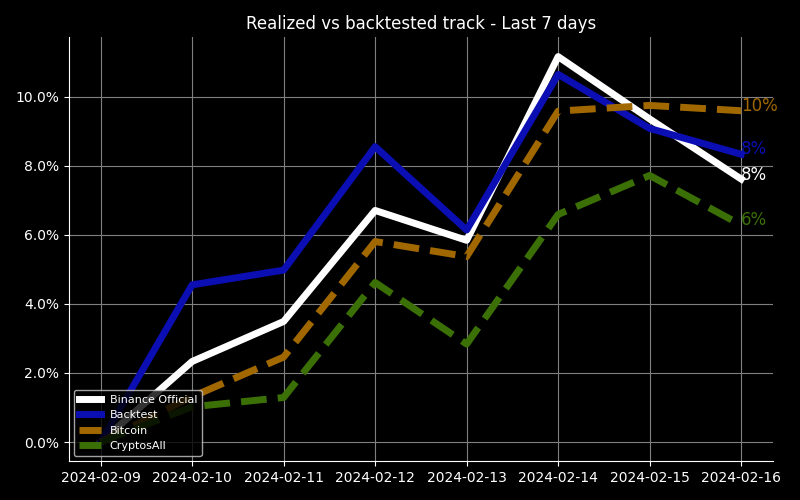 Realized vs backtested track - Last 7 days
10.0%
8.0%
6.0%
4.0%
2.0%
0.0%
10%
8%
8%
6%
Binance Official
Backtest
Bitcoin
CryptosAll
2024-02-09 2024-02-10 2024-02-11 2024-02-12 2024-02-13 2024-02-14 2024-02-15 2024-02-16